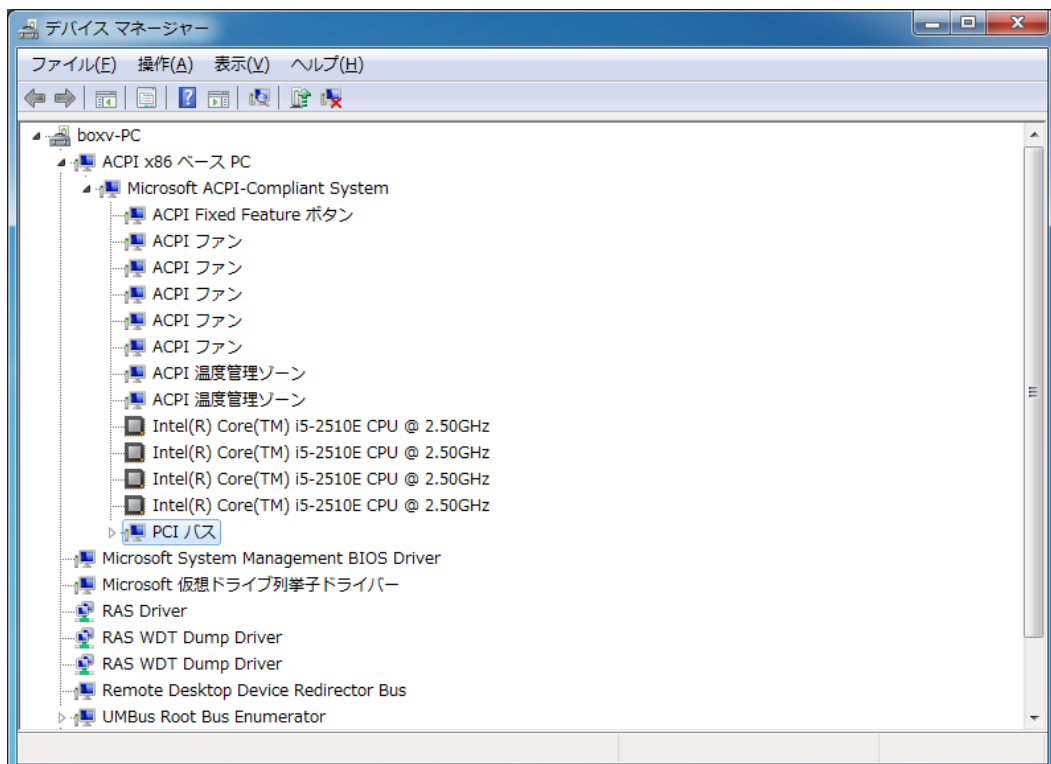 デバイス マネージャー
ファイル(F) 操作(A) 表示(V) ヘルプ(H)
boxv-PC
ACPI x86 ベース PC
Microsoft ACPI-Compliant System
ACPI Fixed Feature ボタン
ACPI ファン
ACPI ファン
ACPI ファン
ACPI ファン
ACPI ファン
ACPI 温度管理ゾーン
ACPI 温度管理ゾーン
Intel(R) Core(TM) i5-2510E CPU @ 2.50GHz
Intel(R) Core(TM) i5-2510E CPU @ 2.50GHz
Intel(R) Core(TM) i5-2510E CPU @ 2.50GHz
Intel(R) Core(TM) i5-2510E CPU @ 2.50GHz
PCI バス
Microsoft System Management BIOS Driver
Microsoft 仮想ドライブ列挙子ドライバー
RAS Driver
RAS WDT Dump Driver
RAS WDT Dump Driver
Remote Desktop Device Redirector Bus
UMBus Root Bus Enumerator